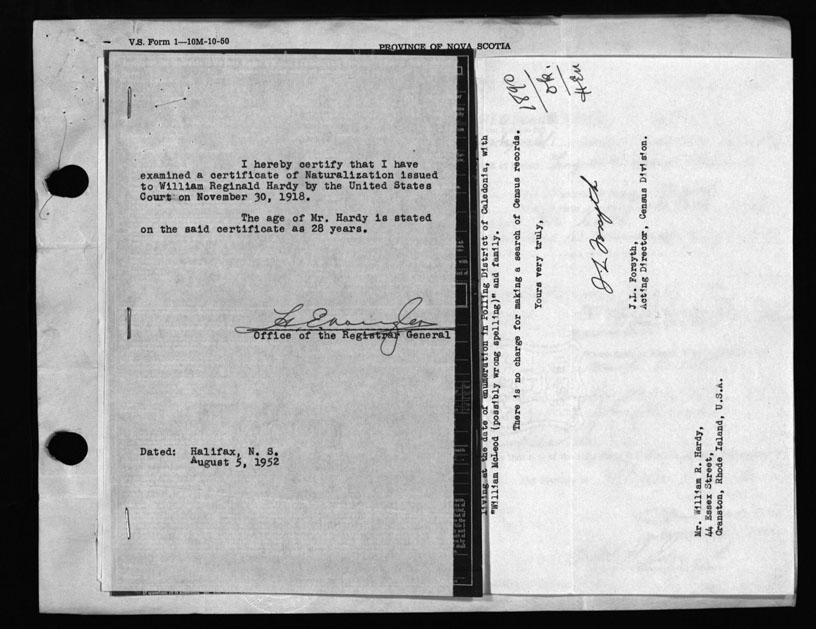 V.S. Form 1—10M-10-50
PROVINCE OF NOVA SCOTIA
I hereby certify that I have
examined a certificate of Naturalization issued
to William Reginald Hardy by the United States
Court on November 30, 1918.
The age of Mr. Hardy is stated
on the said certificate as 28 years.
Office of the Registrar General
Dated: Halifax, N. S.
August 5, 1952
1890
ok.
living at the date of enumeration in Polling District of Caledonia, with
"William McLeod (possibly wrong spelling)" and family.
There is no charge for making a search of Census records.
Yours very truly,
J L Forsyth
J.L. Forsyth,
Acting Director, Census Division.
Mr. William R. Hardy,
44 Essex Street,
Cranston, Rhode Island, U.S.A.